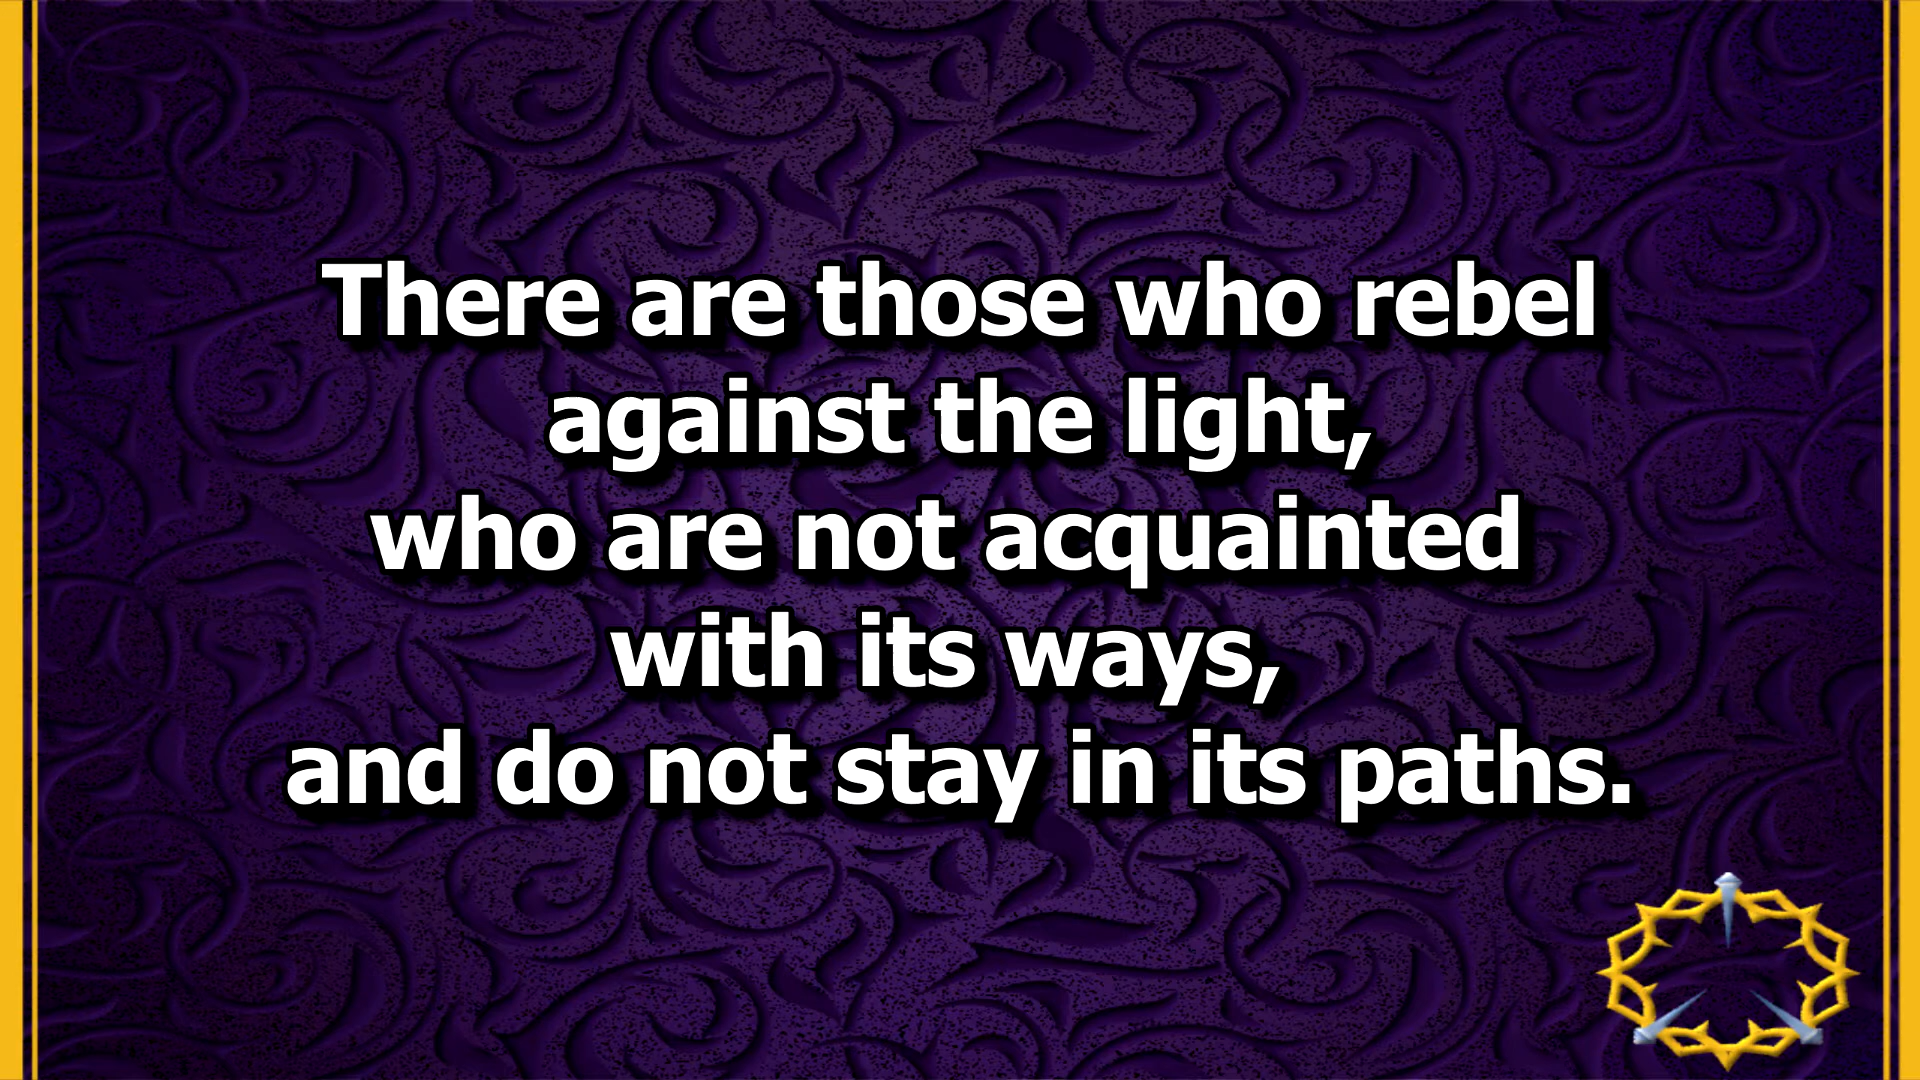 There are those who rebel
against the light,
who are not acquainted
with its ways,
and do not stay in its paths.